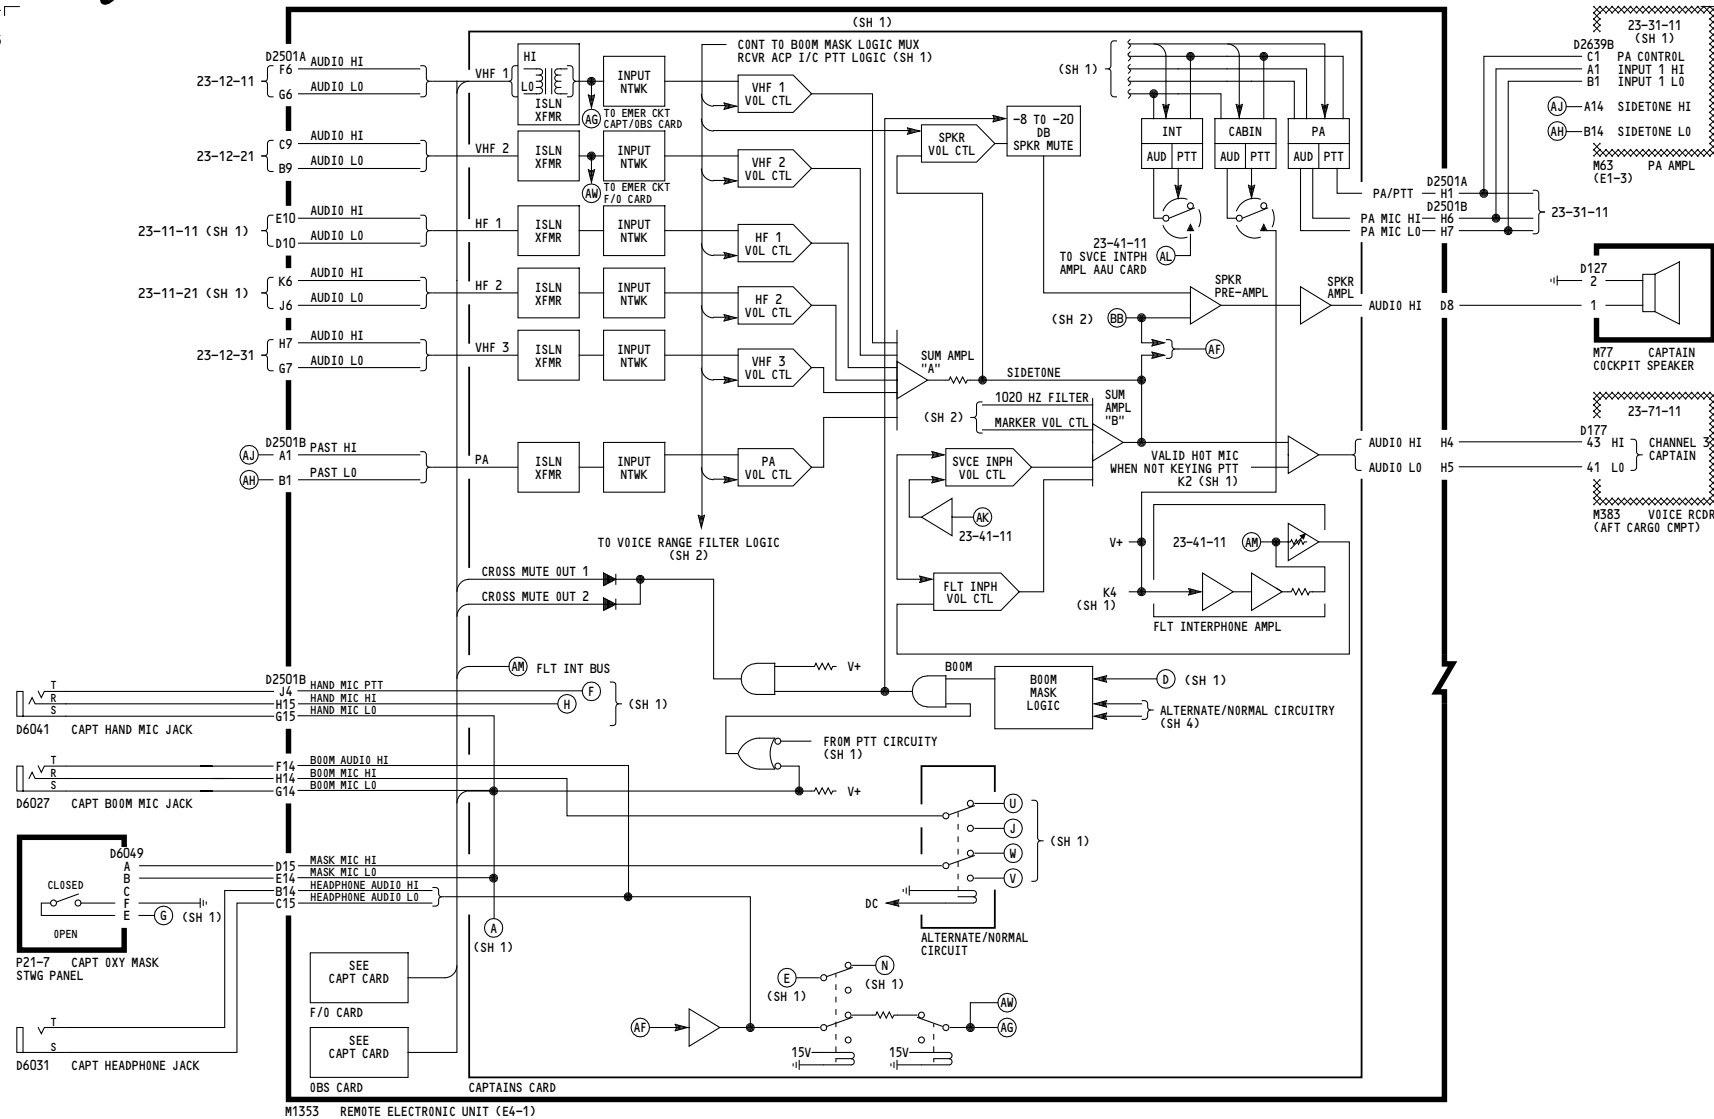 (SH 1)
D2501A
F6 AUDIO HI
23-12-11
G6 AUDIO LO
VHF 1
HI
LO
ISLN
XFMR
AG
TO EMER CKT
CAPT/OBS CARD
INPUT
NTWK
CONT TO BOOM MASK LOGIC MUX
RCVR ACP I/C PTT LOGIC (SH 1)
VHF 1
VOL CTL
C9 AUDIO HI
23-12-21
B9 AUDIO LO
VHF 2
ISLN
XFMR
AW
TO EMER CKT
F/O CARD
INPUT
NTWK
VHF 2
VOL CTL
23-11-11 (SH 1)
E10 AUDIO HI
D10 AUDIO LO
HF 1
ISLN
XFMR
INPUT
NTWK
HF 1
VOL CTL
23-11-21 (SH 1)
K6 AUDIO HI
J6 AUDIO LO
HF 2
ISLN
XFMR
INPUT
NTWK
HF 2
VOL CTL
23-12-31
H7 AUDIO HI
G7 AUDIO LO
VHF 3
ISLN
XFMR
INPUT
NTWK
VHF 3
VOL CTL
D2501B
AJ A1 PAST HI
AH B1 PAST LO
PA
ISLN
XFMR
INPUT
NTWK
PA
VOL CTL
TO VOICE RANGE FILTER LOGIC
(SH 2)
SPKR
VOL CTL
-8 TO -20
DB
SPKR MUTE
(SH 1)
INT
AUD PTT
CABIN
AUD PTT
PA
AUD PTT
23-41-11
TO SVCE INTPH
AMPL AAU CARD
AL
PA/PTT
D2501A
H1
D2501B
PA MIC HI H6
PA MIC LO H7
23-31-11
23-31-11
(SH 1)
D2639B
C1 PA CONTROL
A1 INPUT 1 HI
B1 INPUT 1 LO
AJ A14 SIDETONE HI
AH B14 SIDETONE LO
M63 PA AMPL
(E1-3)
(SH 2) BB
SPKR
PRE-AMPL
SPKR
AMPL
AUDIO HI D8
D127
2
1
M77 CAPTAIN
COCKPIT SPEAKER
AF
SUM AMPL
"A"
SIDETONE
(SH 2)
1020 HZ FILTER
MARKER VOL CTL
SUM
AMPL
"B"
SVCE INPH
VOL CTL
AK
23-41-11
VALID HOT MIC
WHEN NOT KEYING PTT
K2 (SH 1)
AUDIO HI H4
AUDIO LO H5
23-71-11
D177
43 HI
41 LO
CHANNEL 3
CAPTAIN
M383 VOICE RCDR
(AFT CARGO CMPT)
V+
K4
(SH 1)
23-41-11 AM
FLT INTERPHONE AMPL
FLT INPH
VOL CTL
CROSS MUTE OUT 1
CROSS MUTE OUT 2
AM FLT INT BUS
V+
BOOM
BOOM
MASK
LOGIC
D (SH 1)
ALTERNATE/NORMAL CIRCUITRY
(SH 4)
FROM PTT CIRCUITY
(SH 1)
V+
T
R
S
D6041 CAPT HAND MIC JACK
D2501B
J4 HAND MIC PTT
H15 HAND MIC HI
G15 HAND MIC LO
F
H
(SH 1)
T
R
S
D6027 CAPT BOOM MIC JACK
F14 BOOM AUDIO HI
H14 BOOM MIC HI
G14 BOOM MIC LO
D6049
A
B
C
F
E
CLOSED
OPEN
G (SH 1)
P21-7 CAPT OXY MASK
STWG PANEL
D15 MASK MIC HI
E14 MASK MIC LO
B14 HEADPHONE AUDIO HI
C15 HEADPHONE AUDIO LO
A
(SH 1)
U
J
W
V
(SH 1)
DC
ALTERNATE/NORMAL
CIRCUIT
T
S
D6031 CAPT HEADPHONE JACK
SEE
CAPT CARD
F/O CARD
SEE
CAPT CARD
OBS CARD
CAPTAINS CARD
E
(SH 1)
N
(SH 1)
AF
15V
15V
AW
AG
M1353 REMOTE ELECTRONIC UNIT (E4-1)